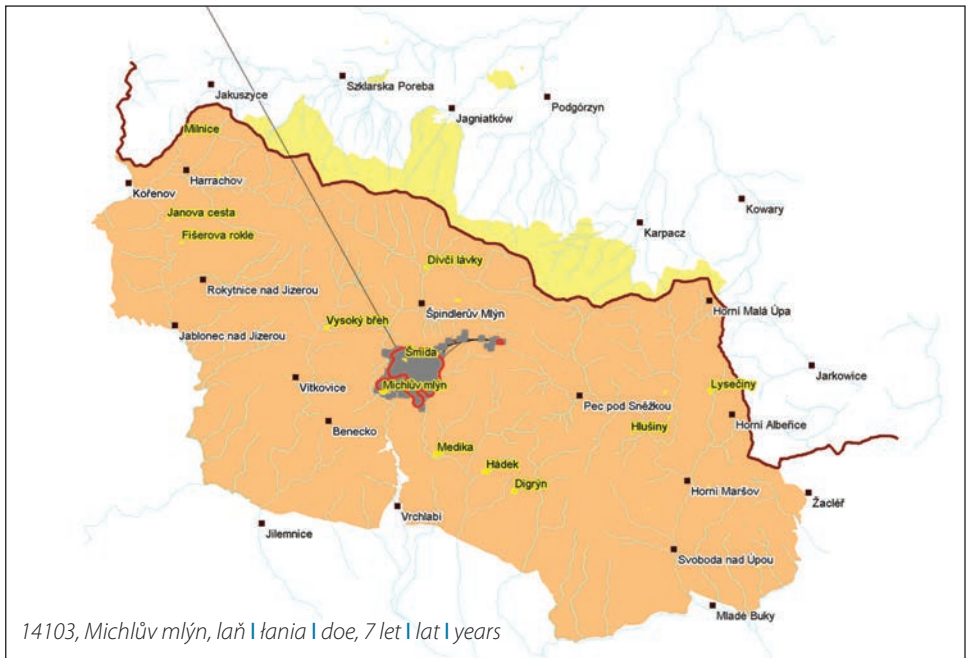 Szklarska Poreba
Jakuszyce
Podgórzyn
Jagniatków
Milnice
Harrachov
Kořenov
Kowary
Janova cesta
Karpacz
Fišerova rokle
Dívčí lávky
Rokytnice nad Jizerou
Špindlerův Mlýn
Horní Malá Úpa
Vysoký břeh
Jablonec nad Jizerou
Šmída
Jarkowice
Vítkovice
Michlův mlýn
Lysečiny
Pec pod Sněžkou
Horní Albeřice
Hlušiny
Benecko
Medika
Hádek
Digrýn
Horní Maršov
Žacléř
Vrchlabí
Jilemnice
Svoboda nad Úpou
Mladé Buky
14103, Michlův mlýn, laň I łania I doe, 7 let I lat I years